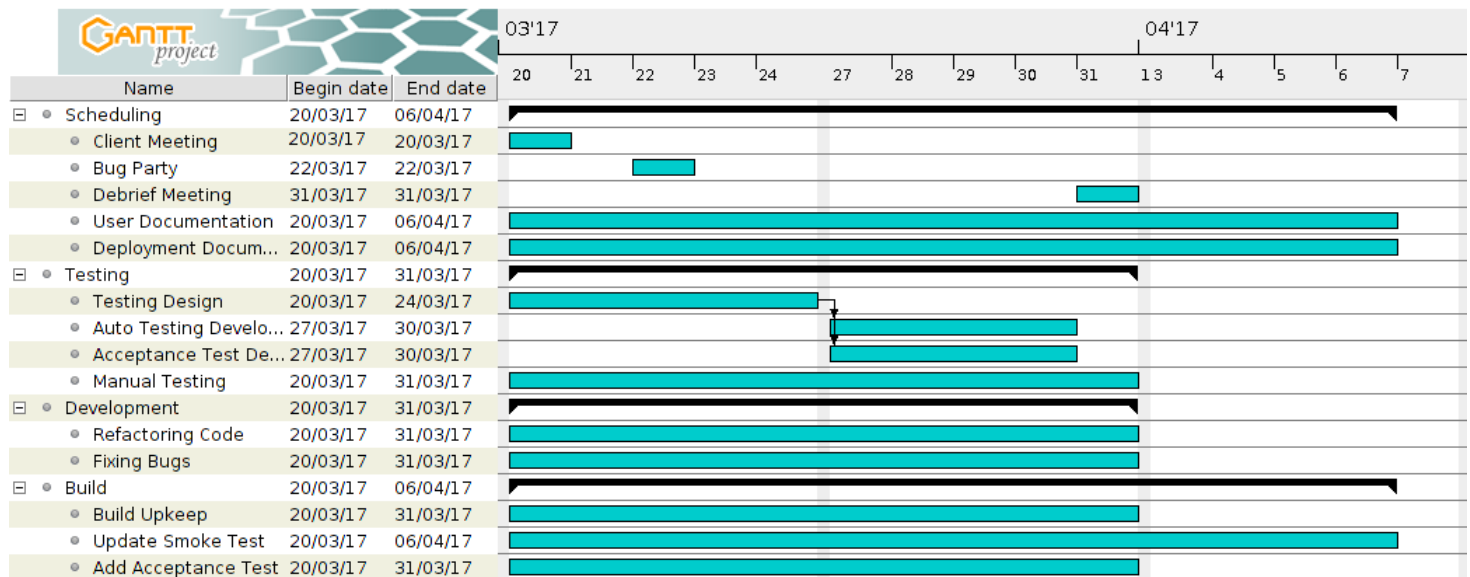 GANTT
project
03'17 04'17
20 21 22 23 24 27 28 29 30 31 1 3 4 5 6 7
Name Begin date End date
Scheduling 20/03/17 06/04/17
Client Meeting 20/03/17 20/03/17
Bug Party 22/03/17 22/03/17
Debrief Meeting 31/03/17 31/03/17
User Documentation 20/03/17 06/04/17
Deployment Docum... 20/03/17 06/04/17
Testing 20/03/17 31/03/17
Testing Design 20/03/17 24/03/17
Auto Testing Develo... 27/03/17 30/03/17
Acceptance Test De... 27/03/17 30/03/17
Manual Testing 20/03/17 31/03/17
Development 20/03/17 31/03/17
Refactoring Code 20/03/17 31/03/17
Fixing Bugs 20/03/17 31/03/17
Build 20/03/17 06/04/17
Build Upkeep 20/03/17 31/03/17
Update Smoke Test 20/03/17 06/04/17
Add Acceptance Test 20/03/17 31/03/17